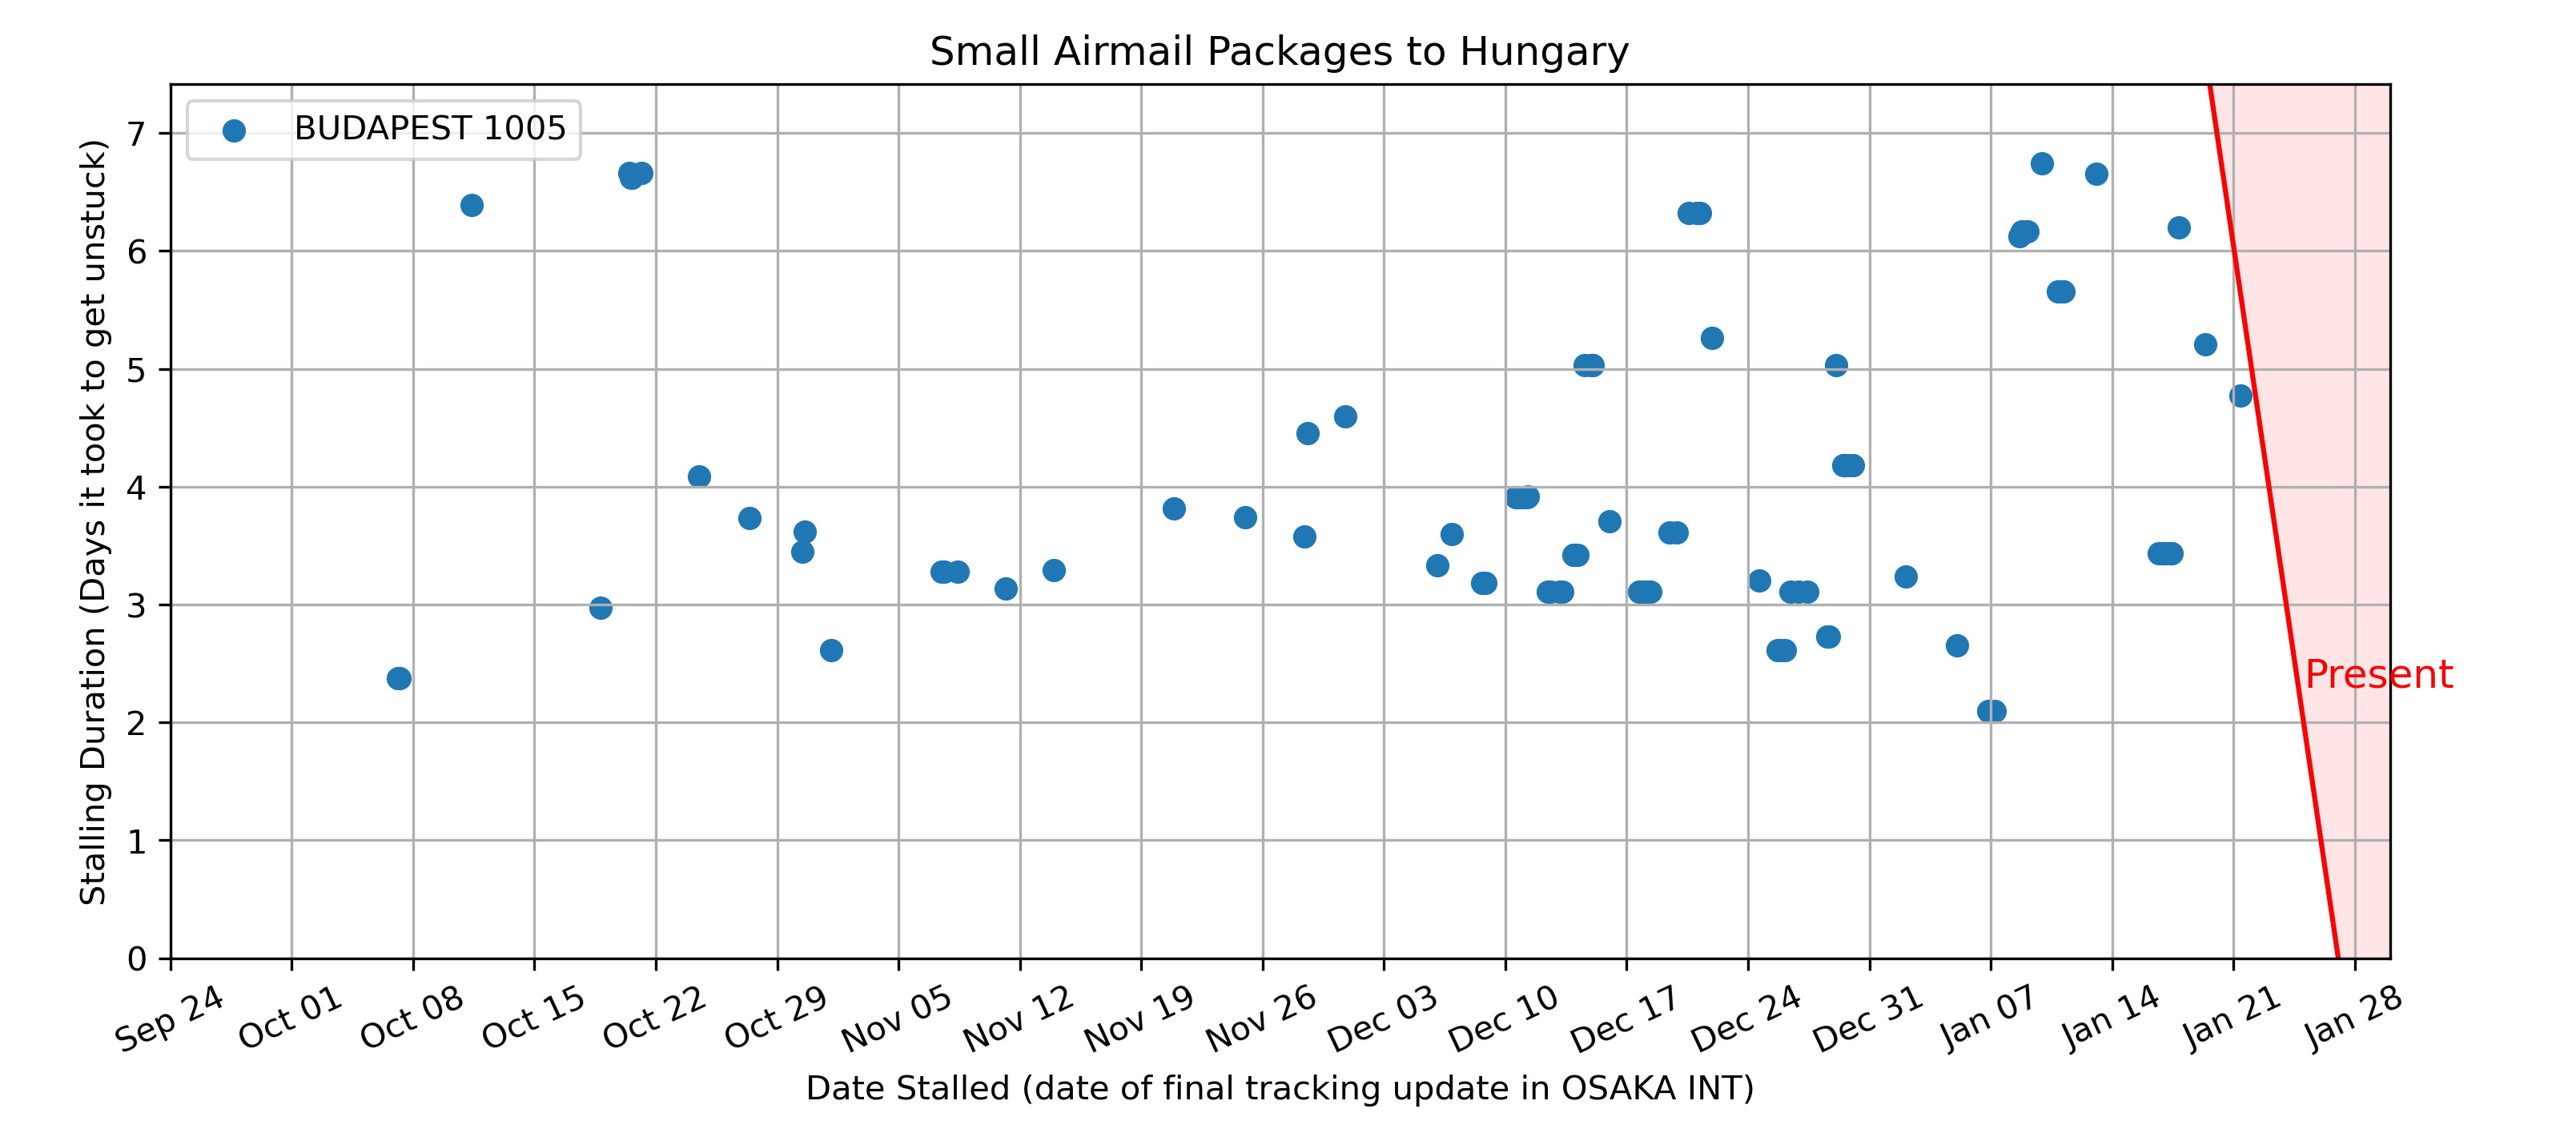 Small Airmail Packages to Hungary
BUDAPEST 1005
Stalling Duration (Days it took to get unstuck)
7
6
5
4
3
2
1
0
Present
Sep 24 Oct 01 Oct 08 Oct 15 Oct 22 Oct 29 Nov 05 Nov 12 Nov 19 Nov 26 Dec 03 Dec 10 Dec 17 Dec 24 Dec 31 Jan 07 Jan 14 Jan 21 Jan 28
Date Stalled (date of final tracking update in OSAKA INT)